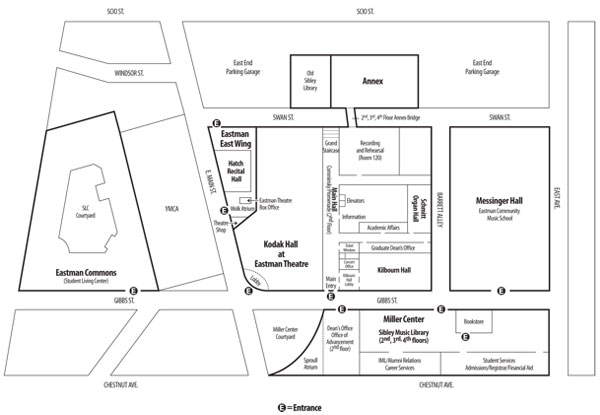 SCIO ST.
SCIO ST.
WINDSOR ST.
East End
Parking Garage
Old
Sibley
Library
Annex
East End
Parking Garage
SWAN ST.
2nd, 3rd, 4th Floor Annex Bridge
SWAN ST.
Eastman
East Wing
Hatch
Recital
Hall
E. MAIN ST.
Eastman Theatre
Box Office
Wolk Atrium
Theatre
Shop
Grand
Staircase
Recording
and Rehearsal
(Room 120)
Main Hall
Cominsky Promenade (2nd Floor)
Elevators
Information
Schmitt
Organ Hall
Academic Affairs
BARRETT ALLEY
Messinger Hall
Eastman Community
Music School
EAST AVE.
SLC
Courtyard
YMCA
Eastman Commons
(Student Living Center)
Kodak Hall
at
Eastman Theatre
Lobby
Ticket
Window
Graduate Dean's Office
Concert
Office
Kilbourn
Hall
Lobby
Kilbourn Hall
Main
Entry
E
E
E
E
E
E
GIBBS ST.
GIBBS ST.
E
E
E
Miller Center
Courtyard
Sproull
Atrium
Dean's Office
Office of
Advancement
(2nd floor)
Miller Center
Sibley Music Library
(2nd, 3rd, 4th floors)
Bookstore
IML/Alumni Relations
Career Services
Student Services
Admissions/Registrar/Financial Aid
CHESTNUT AVE.
CHESTNUT AVE.
E = Entrance